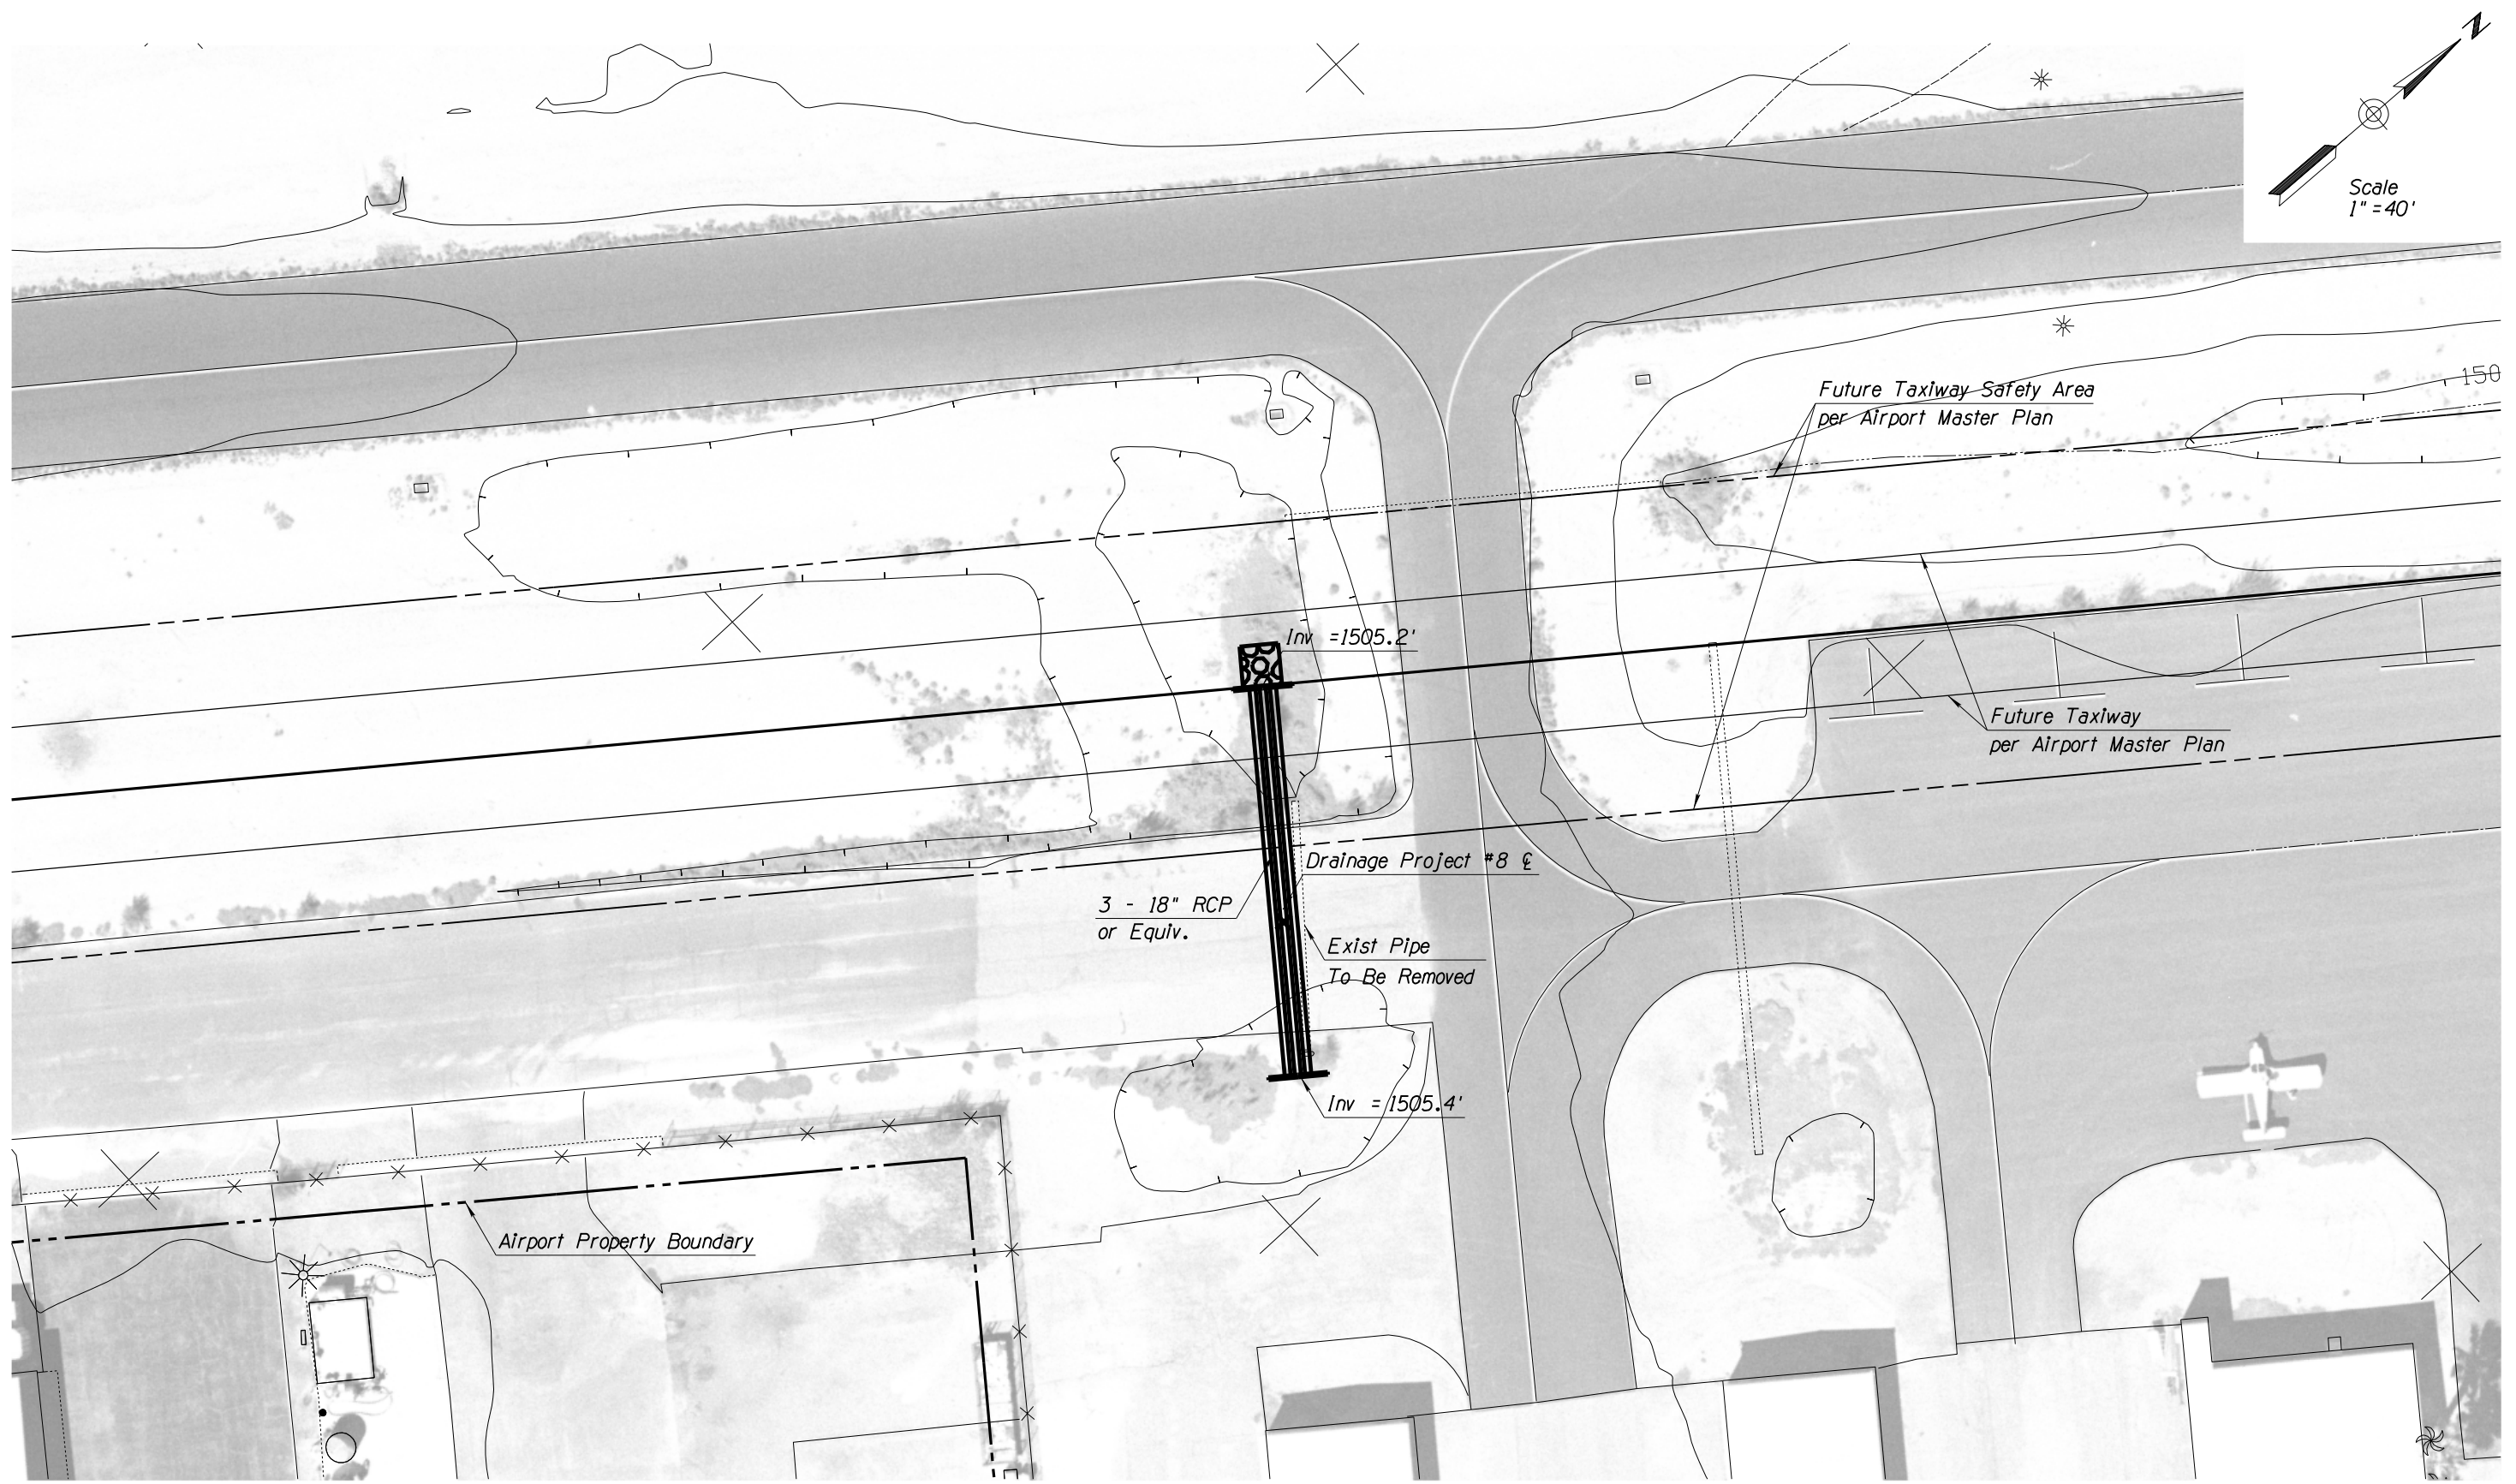 N
Scale
1" = 40'
150
Future Taxiway Safety Area
per Airport Master Plan
Inv =1505.2'
Future Taxiway
per Airport Master Plan
Drainage Project #8 ℄
3 - 18" RCP
or Equiv.
Exist Pipe
To Be Removed
Inv =1505.4'
Airport Property Boundary